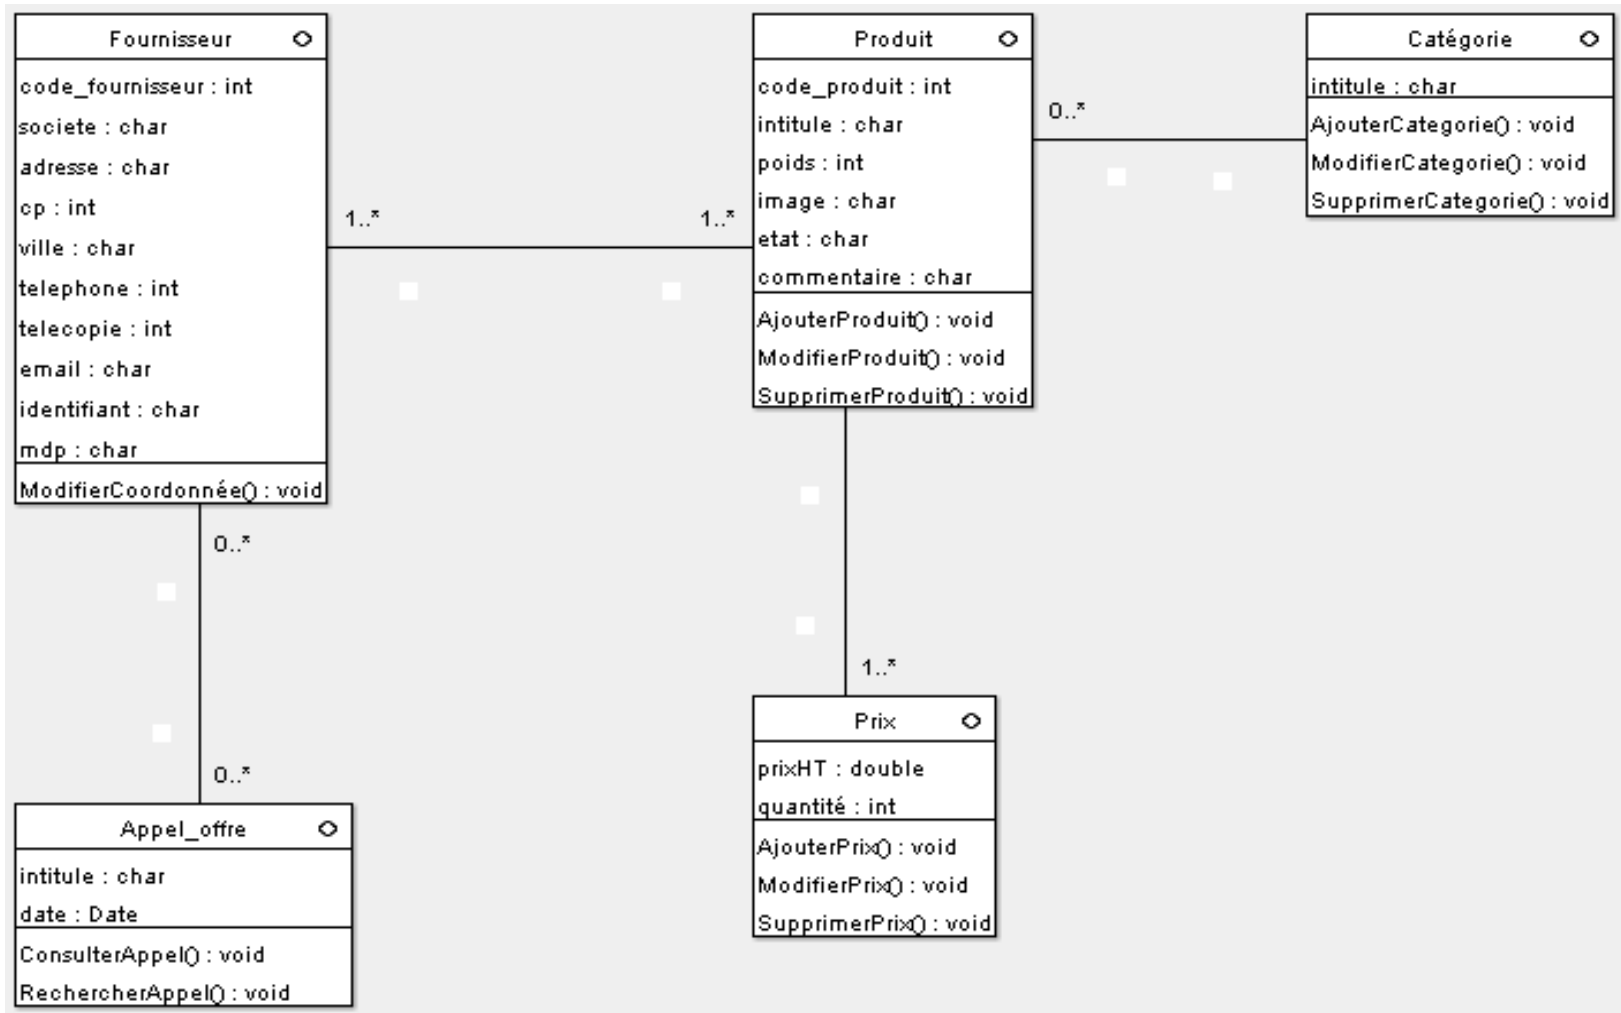 Fournisseur
code_fournisseur : int
societe : char
adresse : char
cp : int
ville : char
telephone : int
telecopie : int
email : char
identifiant : char
mdp : char
ModifierCoordonnée() : void
1..*
1..*
Produit
code_produit : int
intitule : char
poids : int
image : char
etat : char
commentaire : char
AjouterProduit() : void
ModifierProduit() : void
SupprimerProduit() : void
0..*
Catégorie
intitule : char
AjouterCategorie() : void
ModifierCategorie() : void
SupprimerCategorie() : void
0..*
0..*
Appel_offre
intitule : char
date : Date
ConsulterAppel() : void
RechercherAppel() : void
1..*
Prix
prixHT : double
quantité : int
AjouterPrix() : void
ModifierPrix() : void
SupprimerPrix() : void